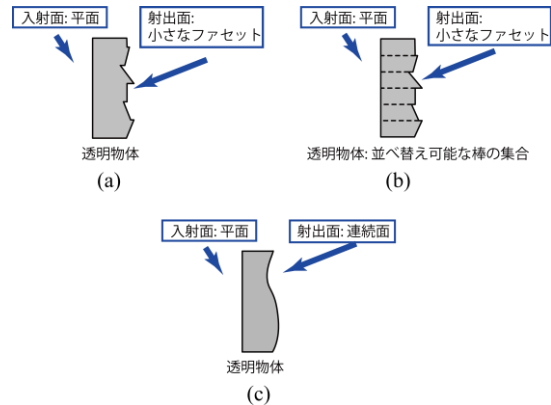 入射面: 平面
射出面:
小さなファセット
透明物体
(a)
入射面: 平面
射出面:
小さなファセット
透明物体: 並べ替え可能な棒の集合
(b)
入射面: 平面
射出面: 連続面
透明物体
(c)